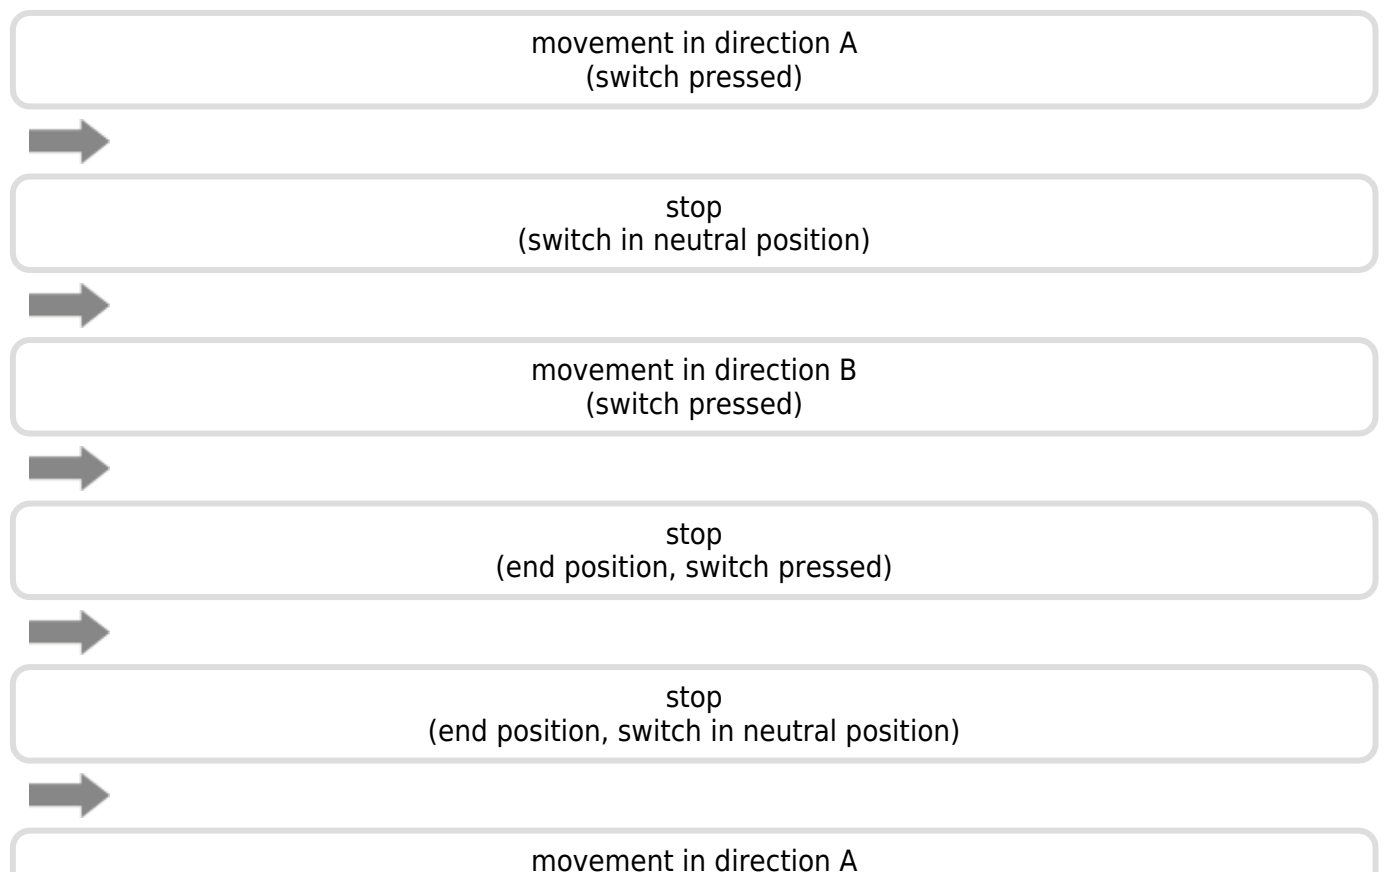 movement in direction A
(switch pressed)
stop
(switch in neutral position)
movement in direction B
(switch pressed)
stop
(end position, switch pressed)
stop
(end position, switch in neutral position)
movement in direction A